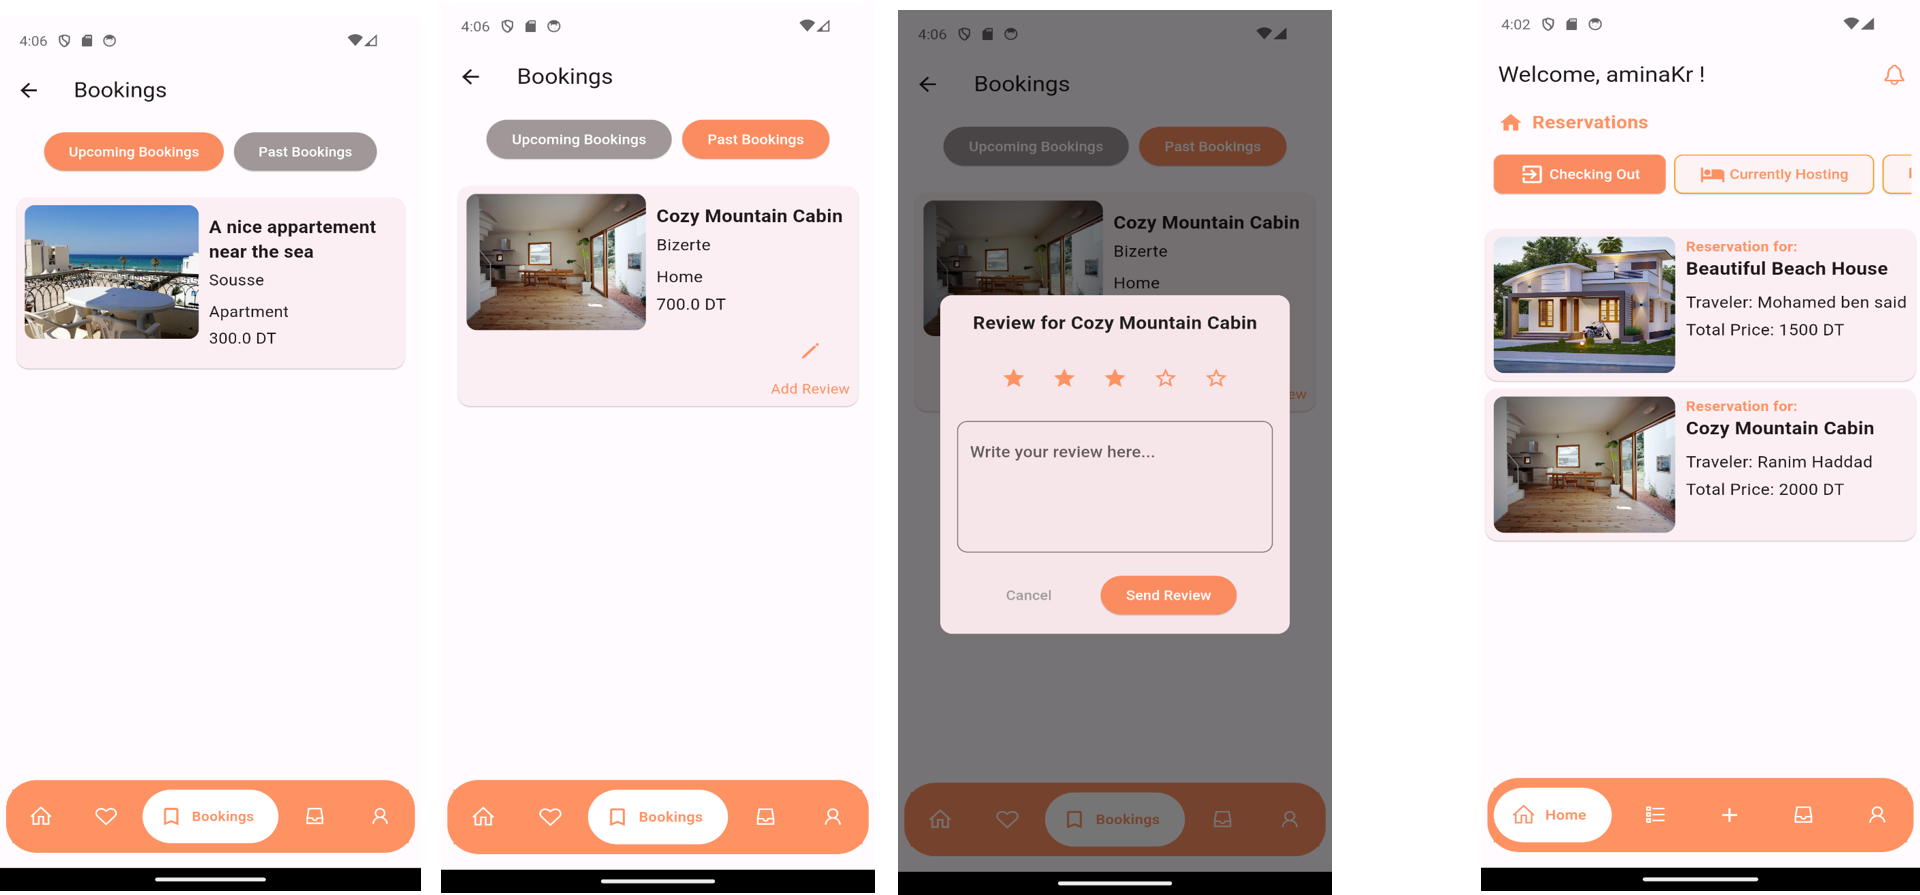 4:06
Bookings
Upcoming Bookings
Past Bookings
A nice appartement
near the sea
Sousse
Apartment
300.0 DT
Bookings
4:06
Bookings
Upcoming Bookings
Past Bookings
Cozy Mountain Cabin
Bizerte
Home
700.0 DT
Add Review
Bookings
4:06
Bookings
Upcoming Bookings
Past Bookings
Cozy Mountain Cabin
Bizerte
Home
Review for Cozy Mountain Cabin
ew
Write your review here...
Cancel
Send Review
Bookings
4:02
Welcome, aminaKr !
Reservations
Checking Out
Currently Hosting
Reservation for:
Beautiful Beach House
Traveler: Mohamed ben said
Total Price: 1500 DT
Reservation for:
Cozy Mountain Cabin
Traveler: Ranim Haddad
Total Price: 2000 DT
Home